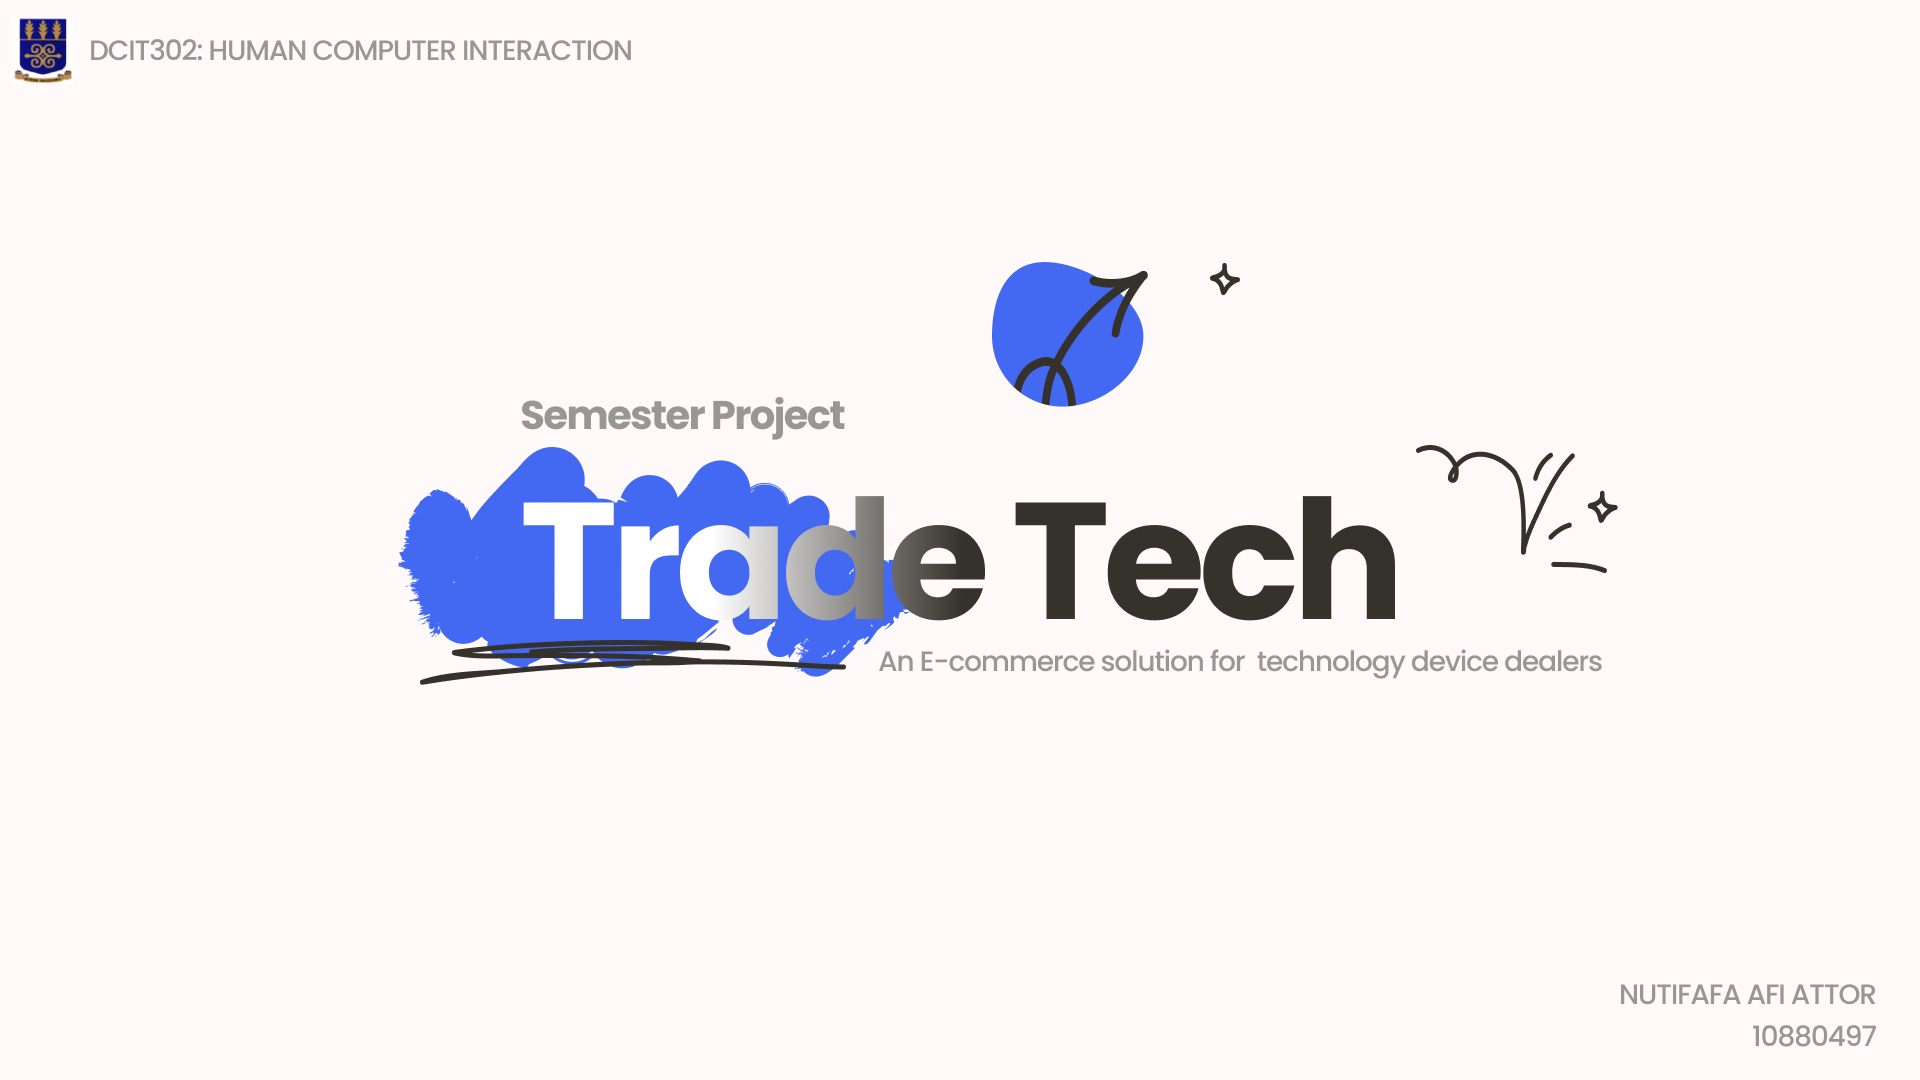 DCIT302: HUMAN COMPUTER INTERACTION
Semester Project
Trade Tech
An E-commerce solution for technology device dealers
NUTIFAFA AFI ATTOR
10880497